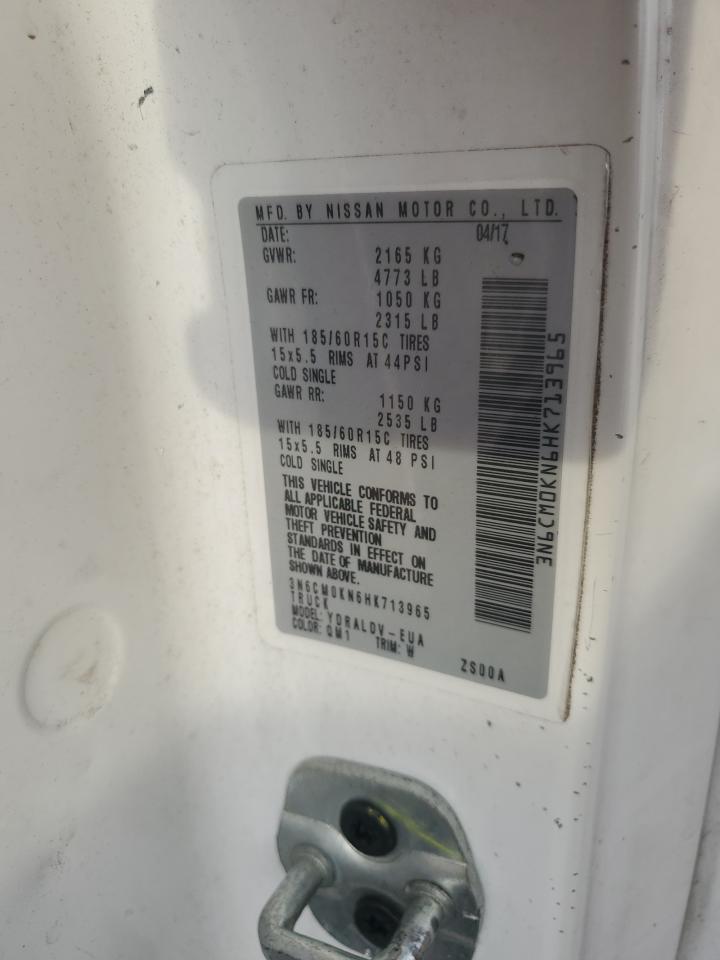 MFD. BY NISSAN MOTOR CO., LTD.
DATE: 04/17
GVWR: 2165 KG
4773 LB
GAWR FR: 1050 KG
2315 LB
WITH 185/60R15C TIRES
15x5.5 RIMS AT 44PSI
COLD SINGLE
GAWR RR: 1150 KG
2535 LB
WITH 185/60R15C TIRES
15x5.5 RIMS AT 48 PSI
COLD SINGLE
THIS VEHICLE CONFORMS TO
ALL APPLICABLE FEDERAL
MOTOR VEHICLE SAFETY AND
THEFT PREVENTION
STANDARDS IN EFFECT ON
THE DATE OF MANUFACTURE
SHOWN ABOVE.
3N6CM0KN6HK713965
TRUCK
MODEL: YDRALDV-EUA
COLOR: QM1 TRIM: W
ZS00A
3N6CM0KN6HK713965